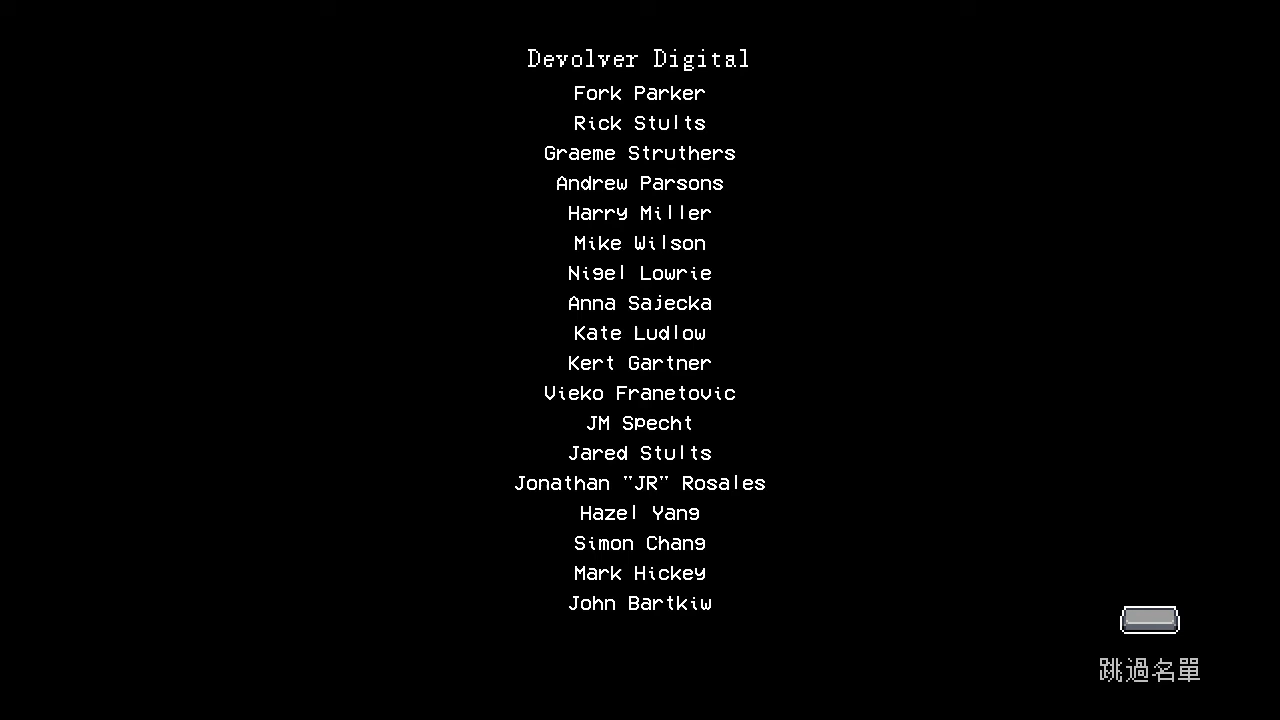 Devolver Digital
Fork Parker
Rick Stults
Graeme Struthers
Andrew Parsons
Harry Miller
Mike Wilson
Nigel Lowrie
Anna Sajecka
Kate Ludlow
Kert Gartner
Vieko Franetovic
JM Specht
Jared Stults
Jonathan "JR" Rosales
Hazel Yang
Simon Chang
Mark Hickey
John Bartkiw
跳過名單